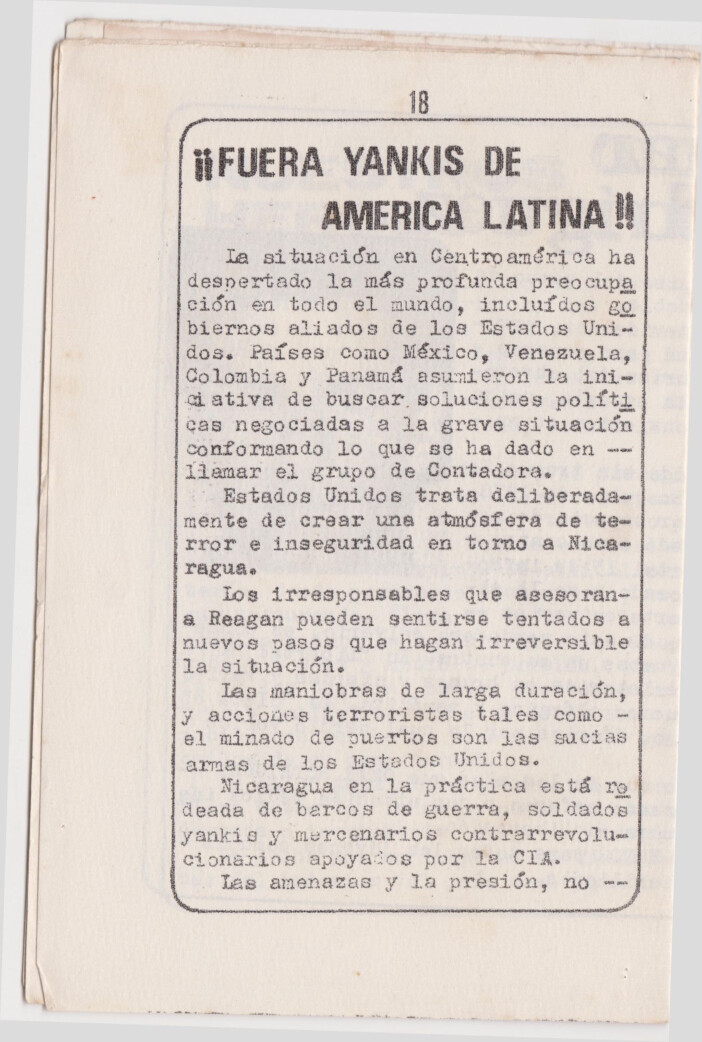 18
¡¡FUERA YANKIS DE
AMERICA LATINA!!
La situación en Centroamérica ha
despertado la más profunda preocupa
ción en todo el mundo, incluídos go
biernos aliados de los Estados Uni-
dos. Países como México, Venezuela,
Colombia y Panamá asumieron la ini-
ciativa de buscar soluciones políti
cas negociadas a la grave situación
conformando lo que se ha dado en --
llamar el grupo de Contadora.
Estados Unidos trata deliberada-
mente de crear una atmósfera de te-
rror e inseguridad en torno a Nica-
ragua.
Los irresponsables que asesoran-
a Reagan pueden sentirse tentados a
nuevos pasos que hagan irreversible
la situación.
Las maniobras de larga duración,
y acciones terroristas tales como -
el minado de puertos son las sucias
armas de los Estados Unidos.
Nicaragua en la práctica está ro
deada de barcos de guerra, soldados
yankis y mercenarios contrarrevolu-
cionarios apoyados por la CIA.
Las amenazas y la presión, no --